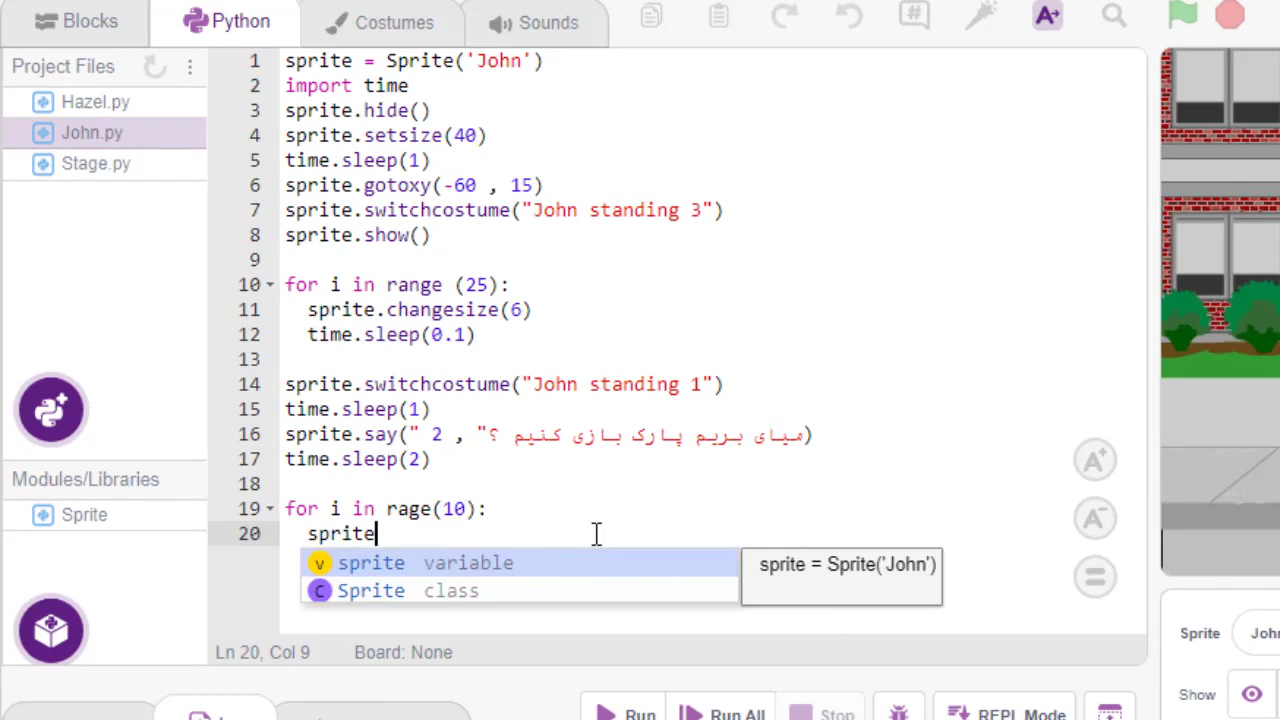 Blocks
Python
Costumes
Sounds
Project Files
Hazel.py
John.py
Stage.py
Modules/Libraries
Sprite
1 sprite = Sprite('John')
2 import time
3 sprite.hide()
4 sprite.setsize(40)
5 time.sleep(1)
6 sprite.gotoxy(-60 , 15)
7 sprite.switchcostume("John standing 3")
8 sprite.show()
9
10 for i in range (25):
11 sprite.changesize(6)
12 time.sleep(0.1)
13
14 sprite.switchcostume("John standing 1")
15 time.sleep(1)
16 sprite.say("میای بریم پارک بازی کنیم ؟" , 2)
17 time.sleep(2)
18
19 for i in rage(10):
20 sprite
sprite variable
Sprite class
sprite = Sprite('John')
Ln 20, Col 9 Board: None
Sprite
Show
Run
Run All
Stop
REPL Mode